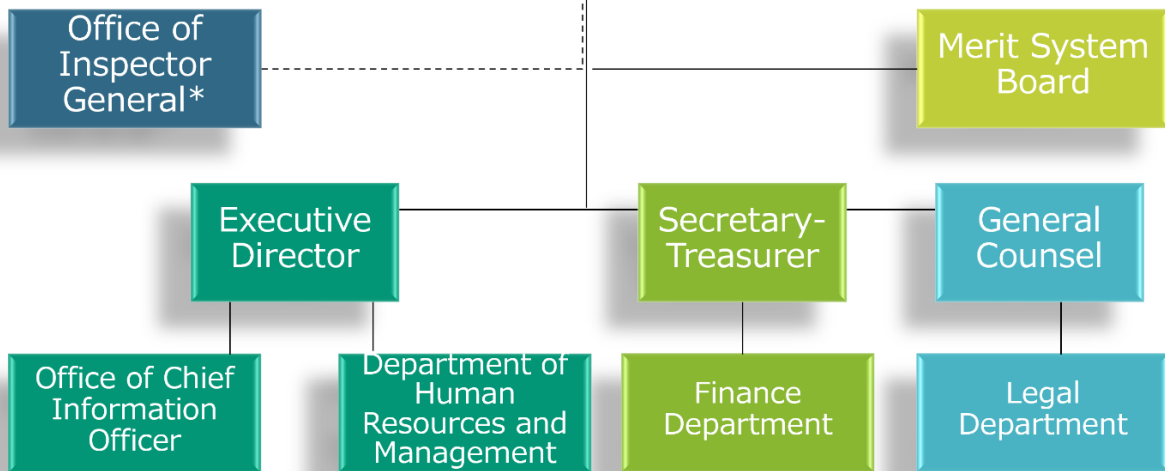 Office of
Inspector
General*
Merit System
Board
Executive
Director
Secretary-
Treasurer
General
Counsel
Office of Chief
Information
Officer
Department of
Human
Resources and
Management
Finance
Department
Legal
Department